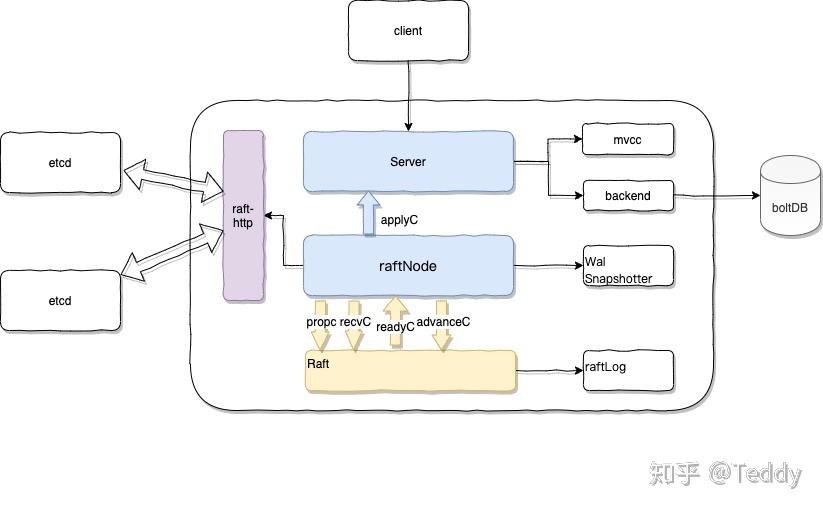 client
etcd
raft-
http
Server
mvcc
backend
boltDB
applyC
etcd
raftNode
Wal
Snapshotter
propc recvC readyC advanceC
Raft
raftLog
知乎 @Teddy